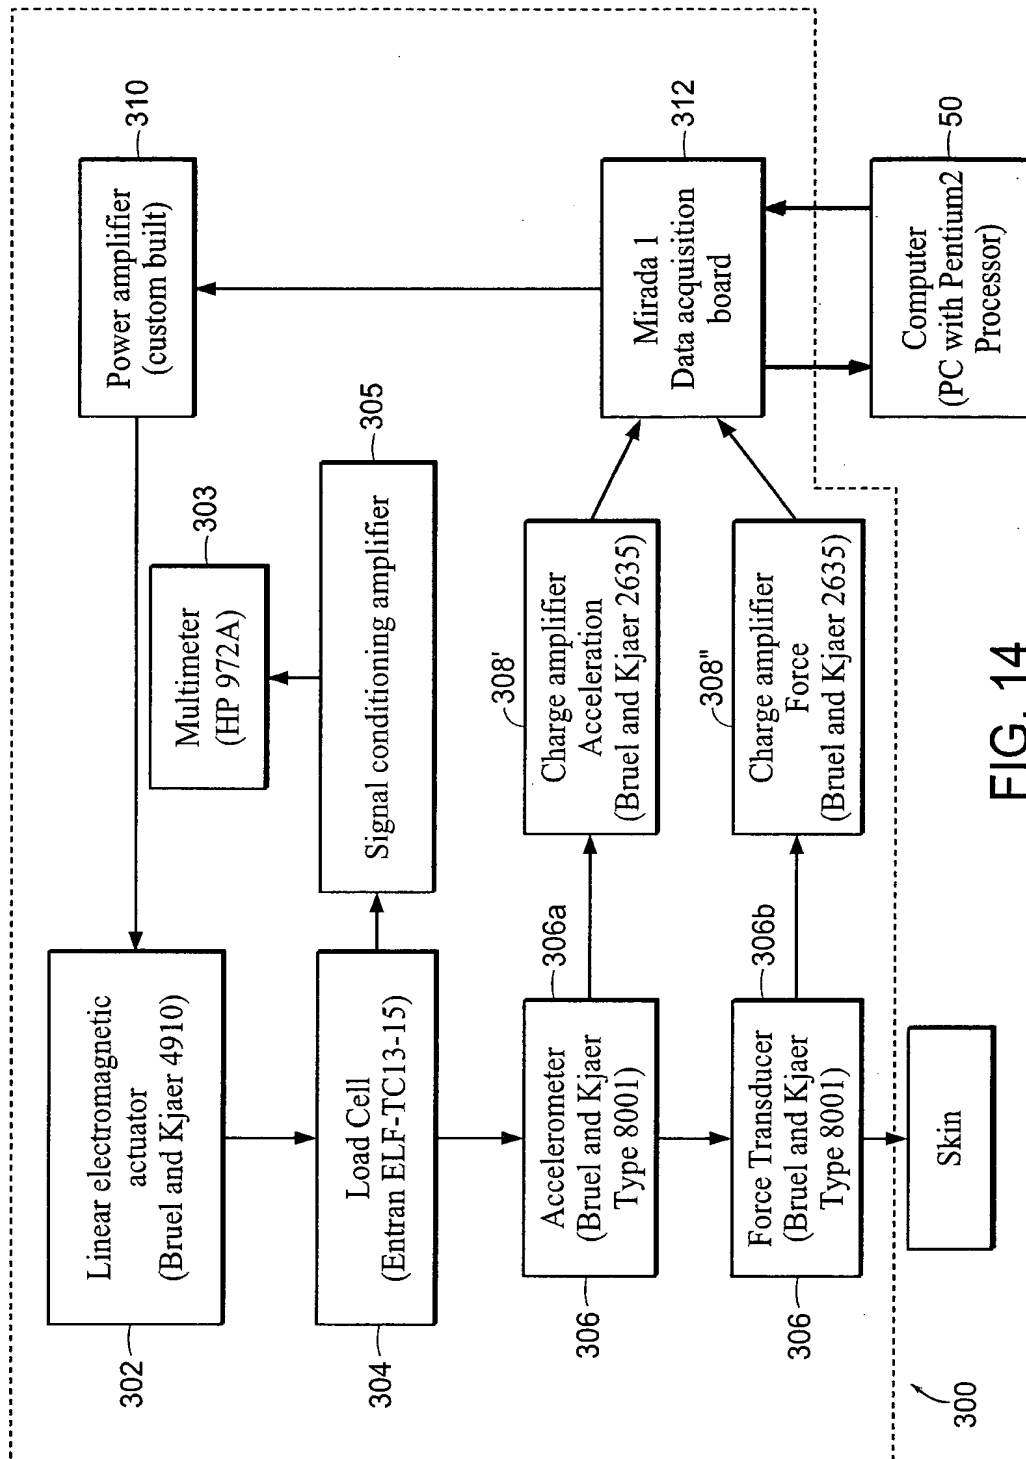 302
Linear electromagnetic
actuator
(Bruel and Kjaer 4910)
Power amplifier
(custom built)
310
Multimeter
(HP 972A)
303
304
Load Cell
(Entran ELF-TC13-15)
Signal conditioning amplifier
305
306
Accelerometer
(Bruel and Kjaer
Type 8001)
306a
308'
Charge amplifier
Acceleration
(Bruel and Kjaer 2635)
Mirada 1
Data acquisition
board
312
306
Force Transducer
(Bruel and Kjaer
Type 8001)
306b
308"
Charge amplifier
Force
(Bruel and Kjaer 2635)
Computer
(PC with Pentium2
Processor)
50
Skin
300
FIG. 14